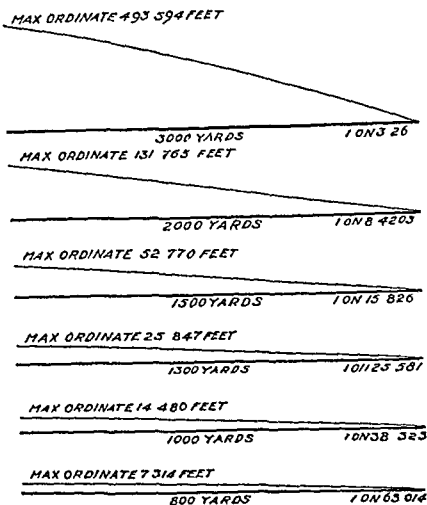 MAX ORDINATE 493 594 FEET
3000 YARDS 1 ON 3 26
MAX ORDINATE 131 765 FEET
2000 YARDS 1 ON 8 4203
MAX ORDINATE 52 770 FEET
1500 YARDS 1 ON 15 826
MAX ORDINATE 25 847 FEET
1300 YARDS 1 ON 25 581
MAX ORDINATE 14 480 FEET
1000 YARDS 1 ON 38 323
MAX ORDINATE 7 314 FEET
800 YARDS 1 ON 63 014